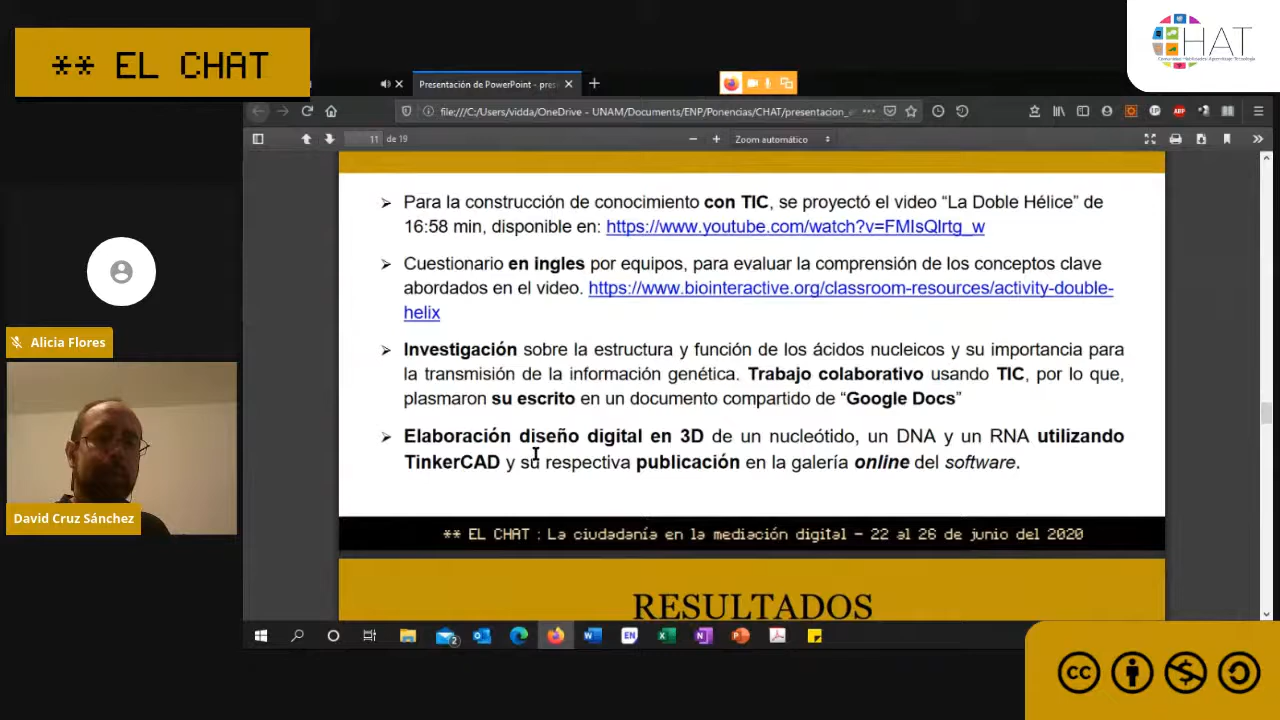 ** EL CHAT
CHAT
Presentación de PowerPoint - pres
file:///C:/Users/vidda/OneDrive - UNAM/Documents/ENP/Ponencias/CHAT/presentacion_e
11 de 19
Zoom automático
Para la construcción de conocimiento con TIC, se proyectó el video “La Doble Hélice” de
16:58 min, disponible en: https://www.youtube.com/watch?v=FMIsQlrtg_w
Cuestionario en ingles por equipos, para evaluar la comprensión de los conceptos clave
abordados en el video. https://www.biointeractive.org/classroom-resources/activity-double-
helix
Investigación sobre la estructura y función de los ácidos nucleicos y su importancia para
la transmisión de la información genética. Trabajo colaborativo usando TIC, por lo que,
plasmaron su escrito en un documento compartido de “Google Docs”
Elaboración diseño digital en 3D de un nucleótido, un DNA y un RNA utilizando
TinkerCAD y su respectiva publicación en la galería online del software.
** EL CHAT : La ciudadanía en la mediación digital – 22 al 26 de junio del 2020
RESULTADOS
Alicia Flores
David Cruz Sánchez
EN
cc